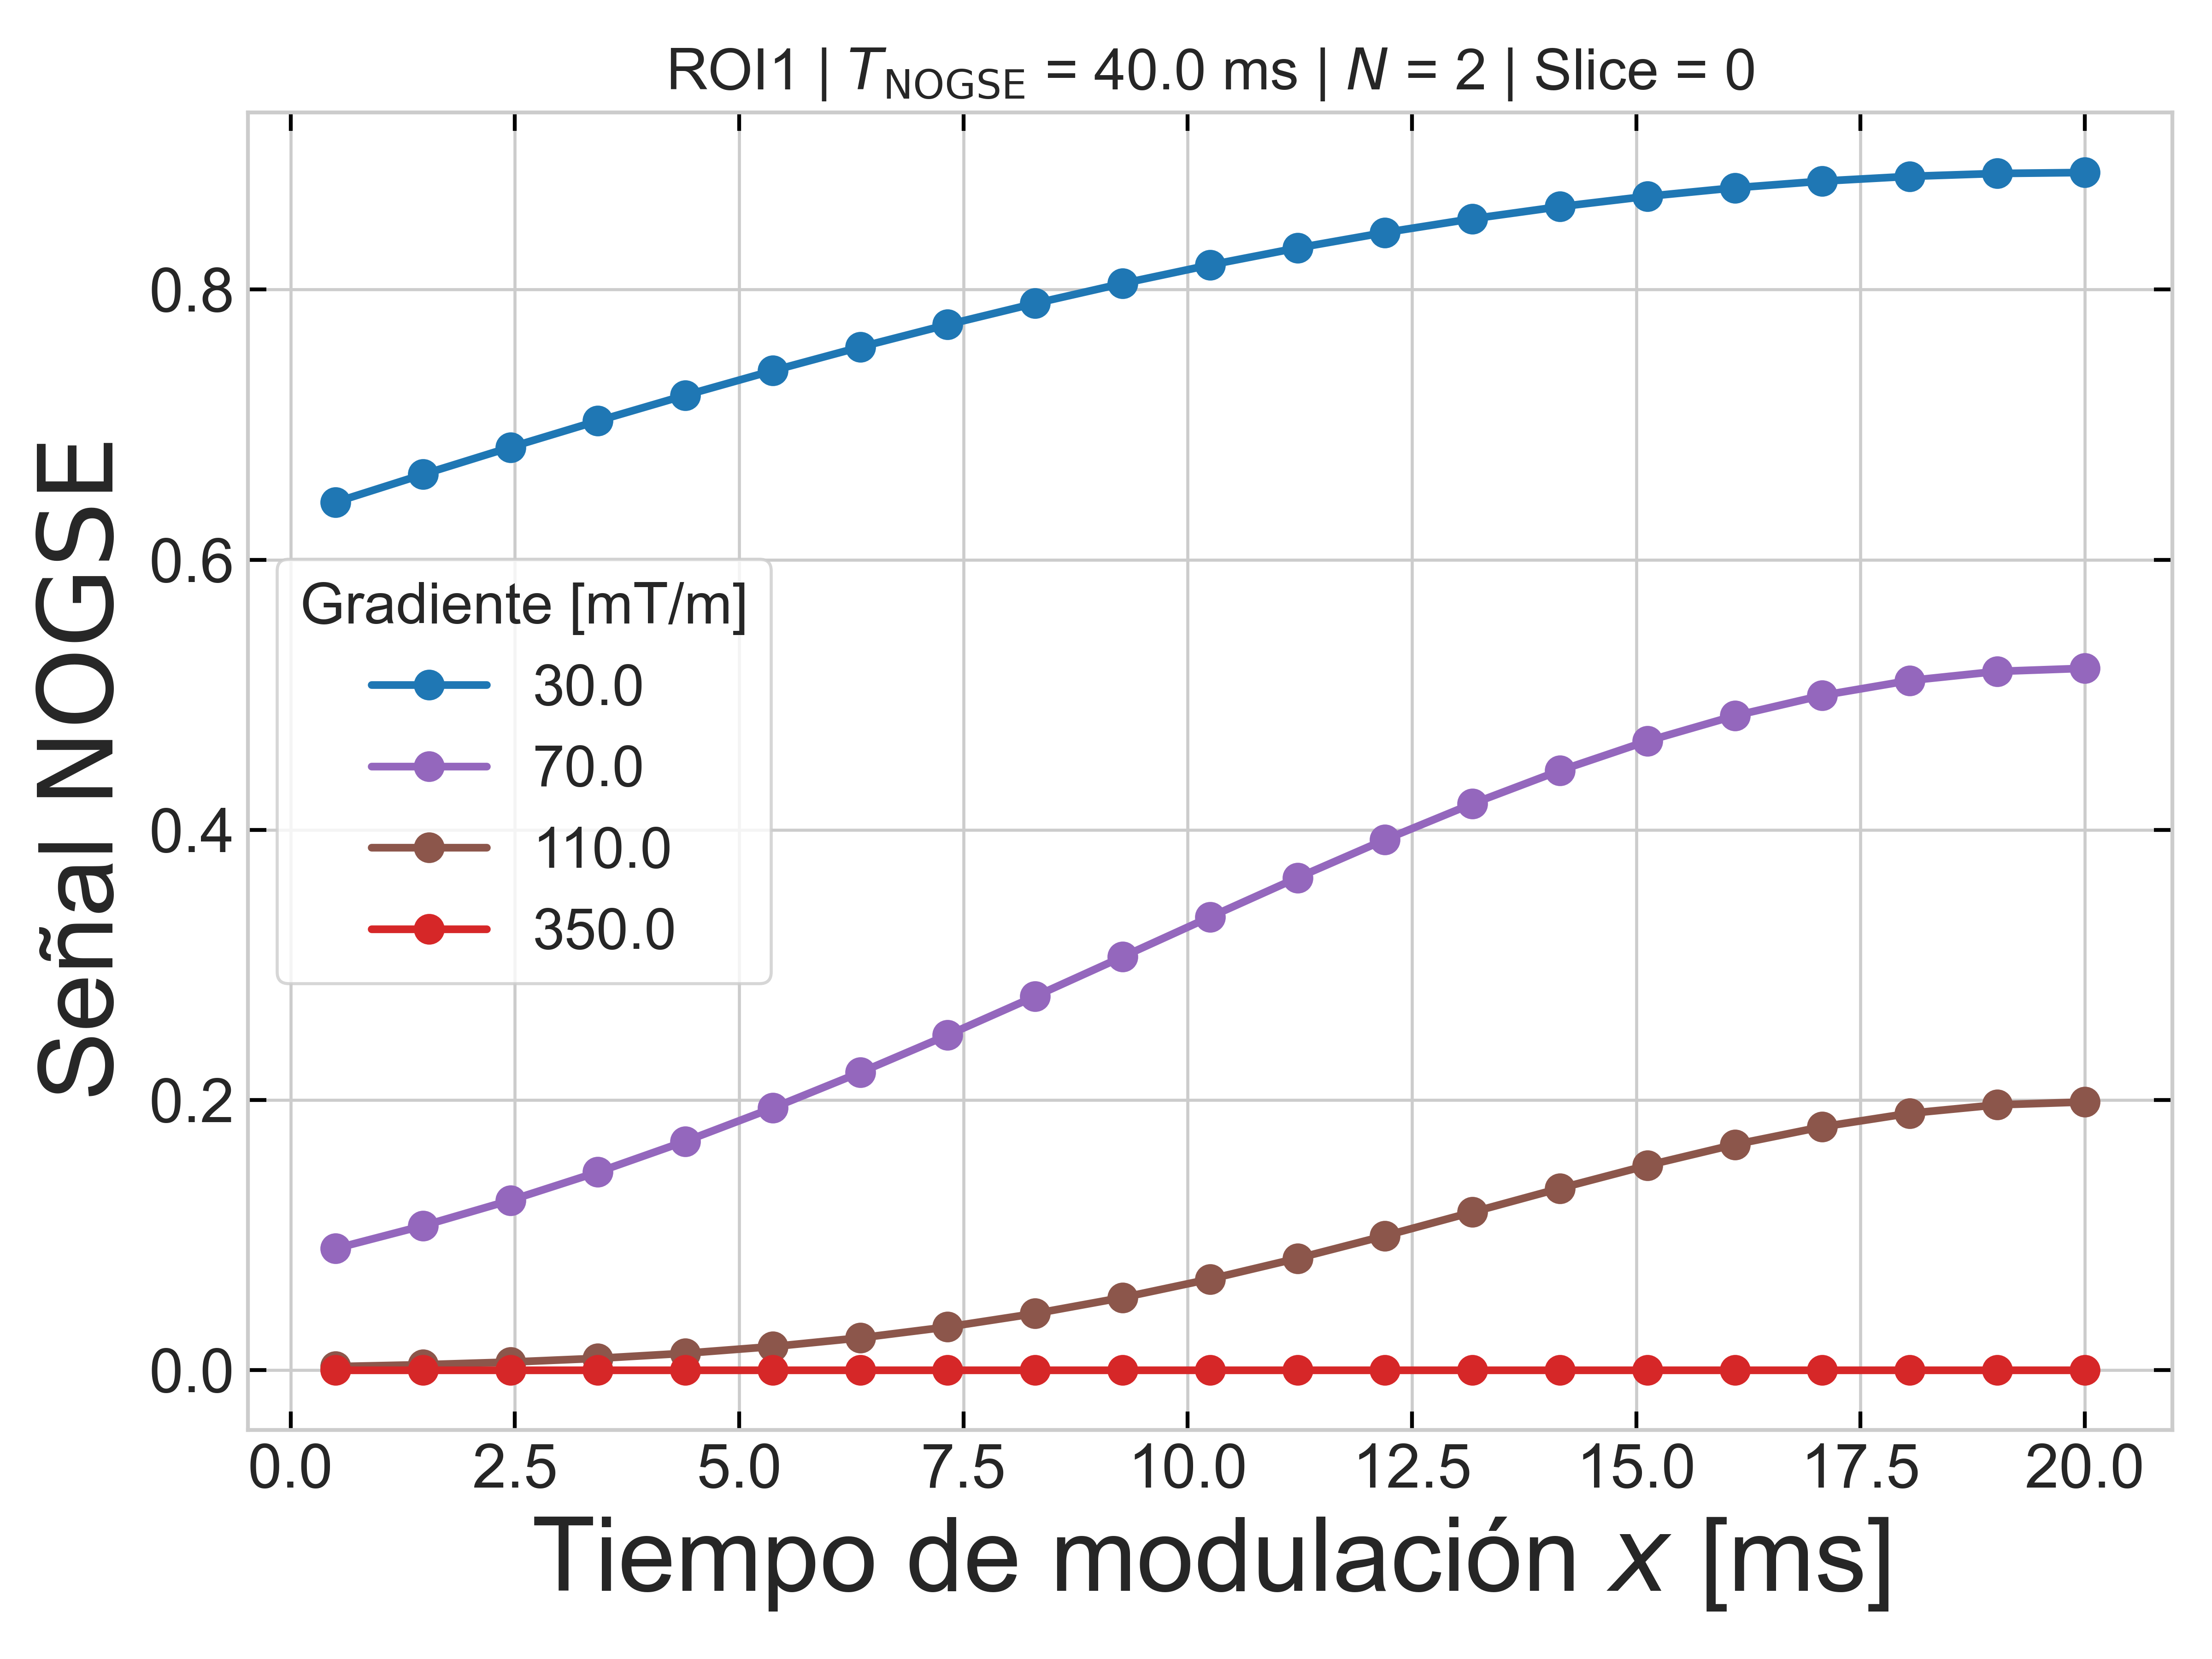 ROI1 | T_NOGSE = 40.0 ms | N = 2 | Slice = 0
Señal NOGSE
0.8
0.6
0.4
0.2
0.0
Gradiente [mT/m]
30.0
70.0
110.0
350.0
0.0 2.5 5.0 7.5 10.0 12.5 15.0 17.5 20.0
Tiempo de modulación x [ms]